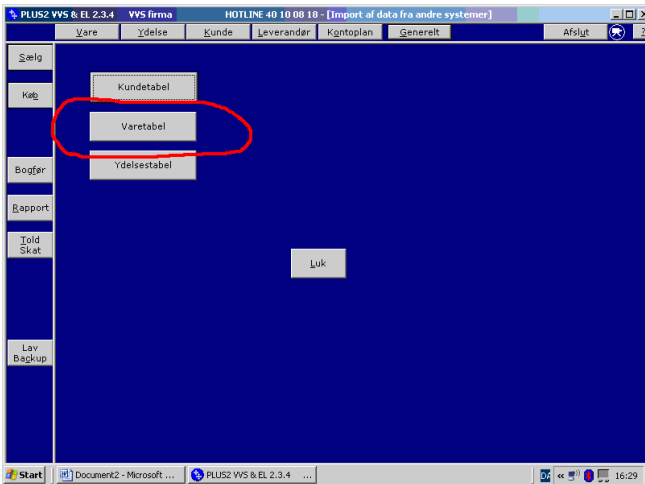 PLUS2 VVS & EL 2.3.4 VVS firma HOTLINE 40 10 08 18 - [Import af data fra andre systemer]
Vare Ydelse Kunde Leverandør Kontoplan Generelt Afslut ?
Sælg
Køb
Bogfør
Rapport
Told
Skat
Lav
Backup
Kundetabel
Varetabel
Ydelsestabel
Luk
Start Document2 - Microsoft ... PLUS2 VVS & EL 2.3.4 ... DA « 16:29